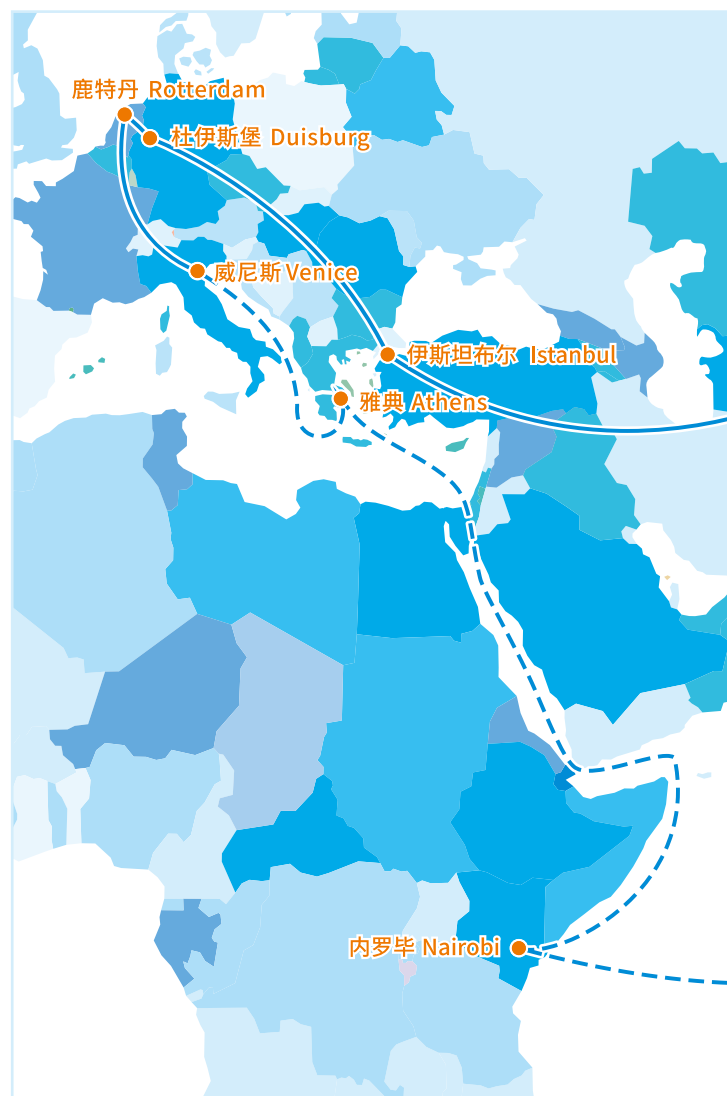 鹿特丹 Rotterdam
杜伊斯堡 Duisburg
威尼斯 Venice
伊斯坦布尔 Istanbul
雅典 Athens
内罗毕 Nairobi